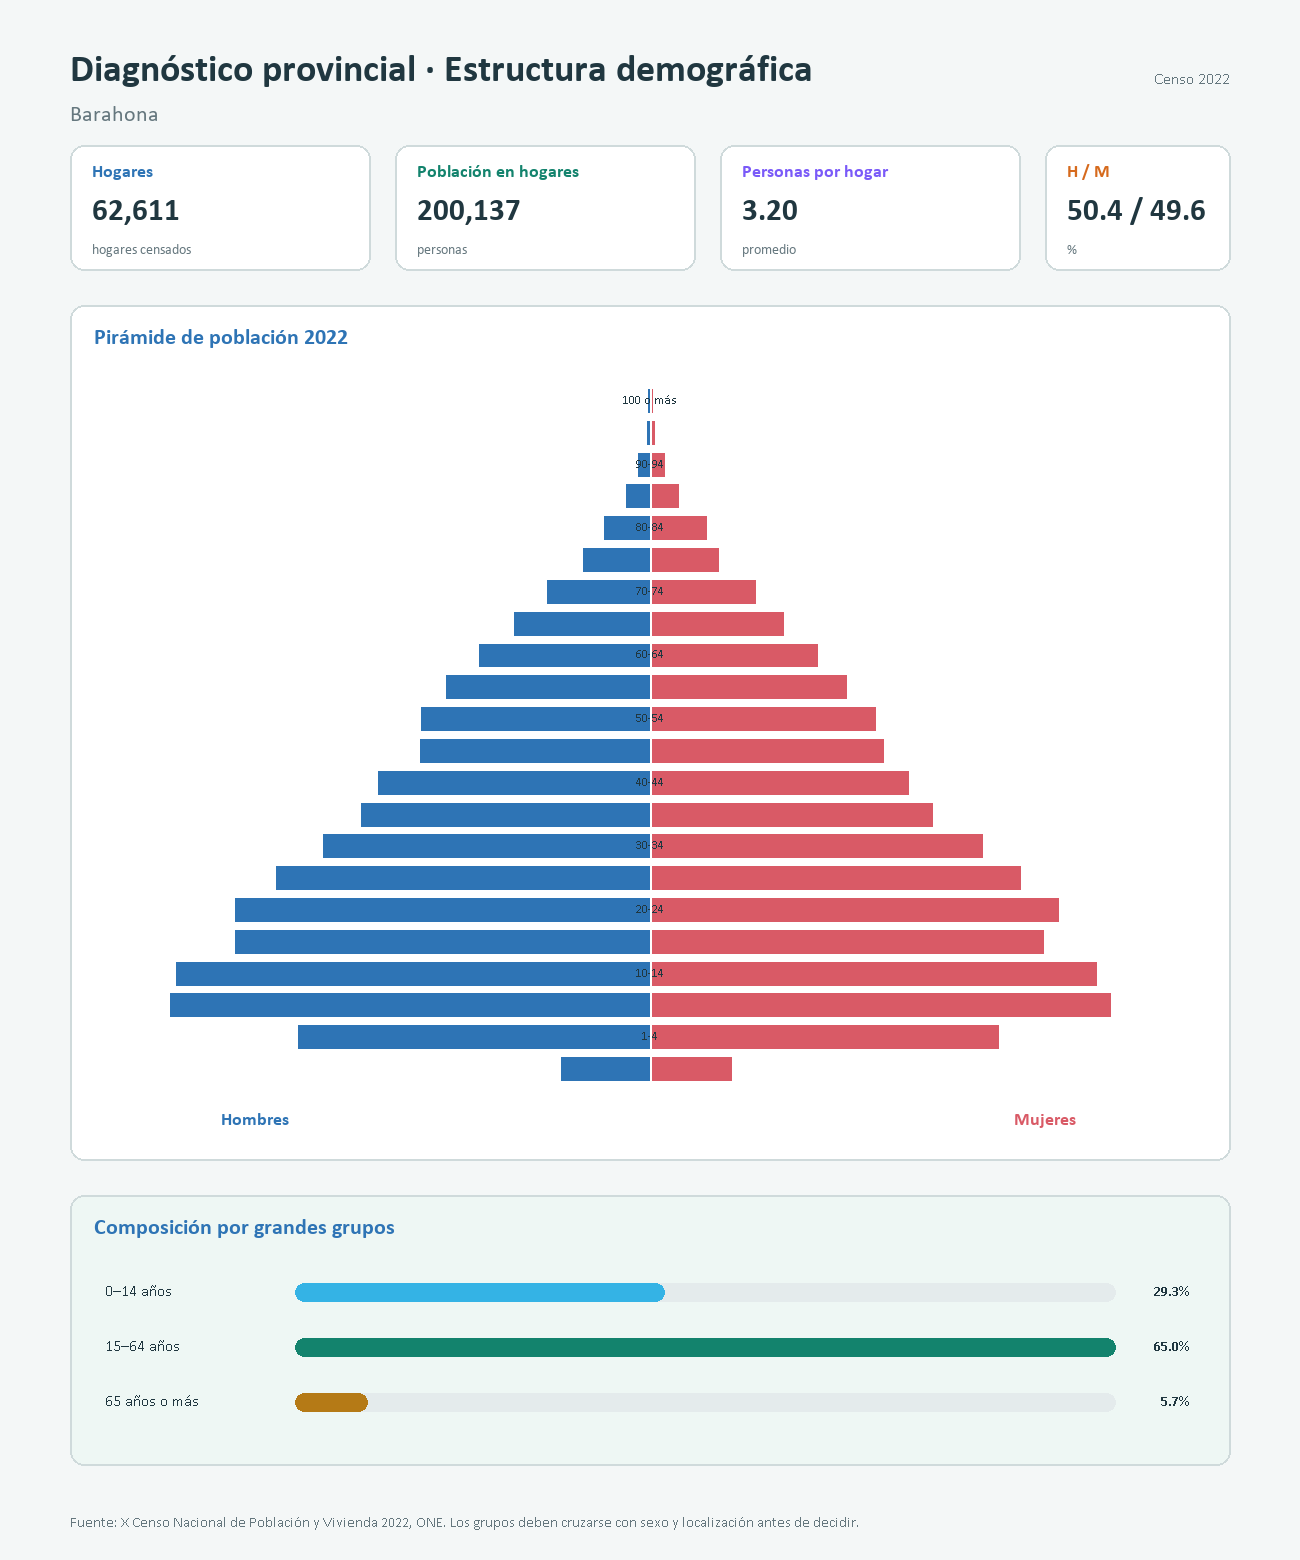 Diagnóstico provincial · Estructura demográfica
Censo 2022
Barahona
Hogares
62,611
hogares censados
Población en hogares
200,137
personas
Personas por hogar
3.20
promedio
H / M
50.4 / 49.6
%
Pirámide de población 2022
100 o más
90-94
80-84
70-74
60-64
50-54
40-44
30-34
20-24
10-14
1-4
Hombres
Mujeres
Composición por grandes grupos
0–14 años
29.3%
15–64 años
65.0%
65 años o más
5.7%
Fuente: X Censo Nacional de Población y Vivienda 2022, ONE. Los grupos deben cruzarse con sexo y localización antes de decidir.